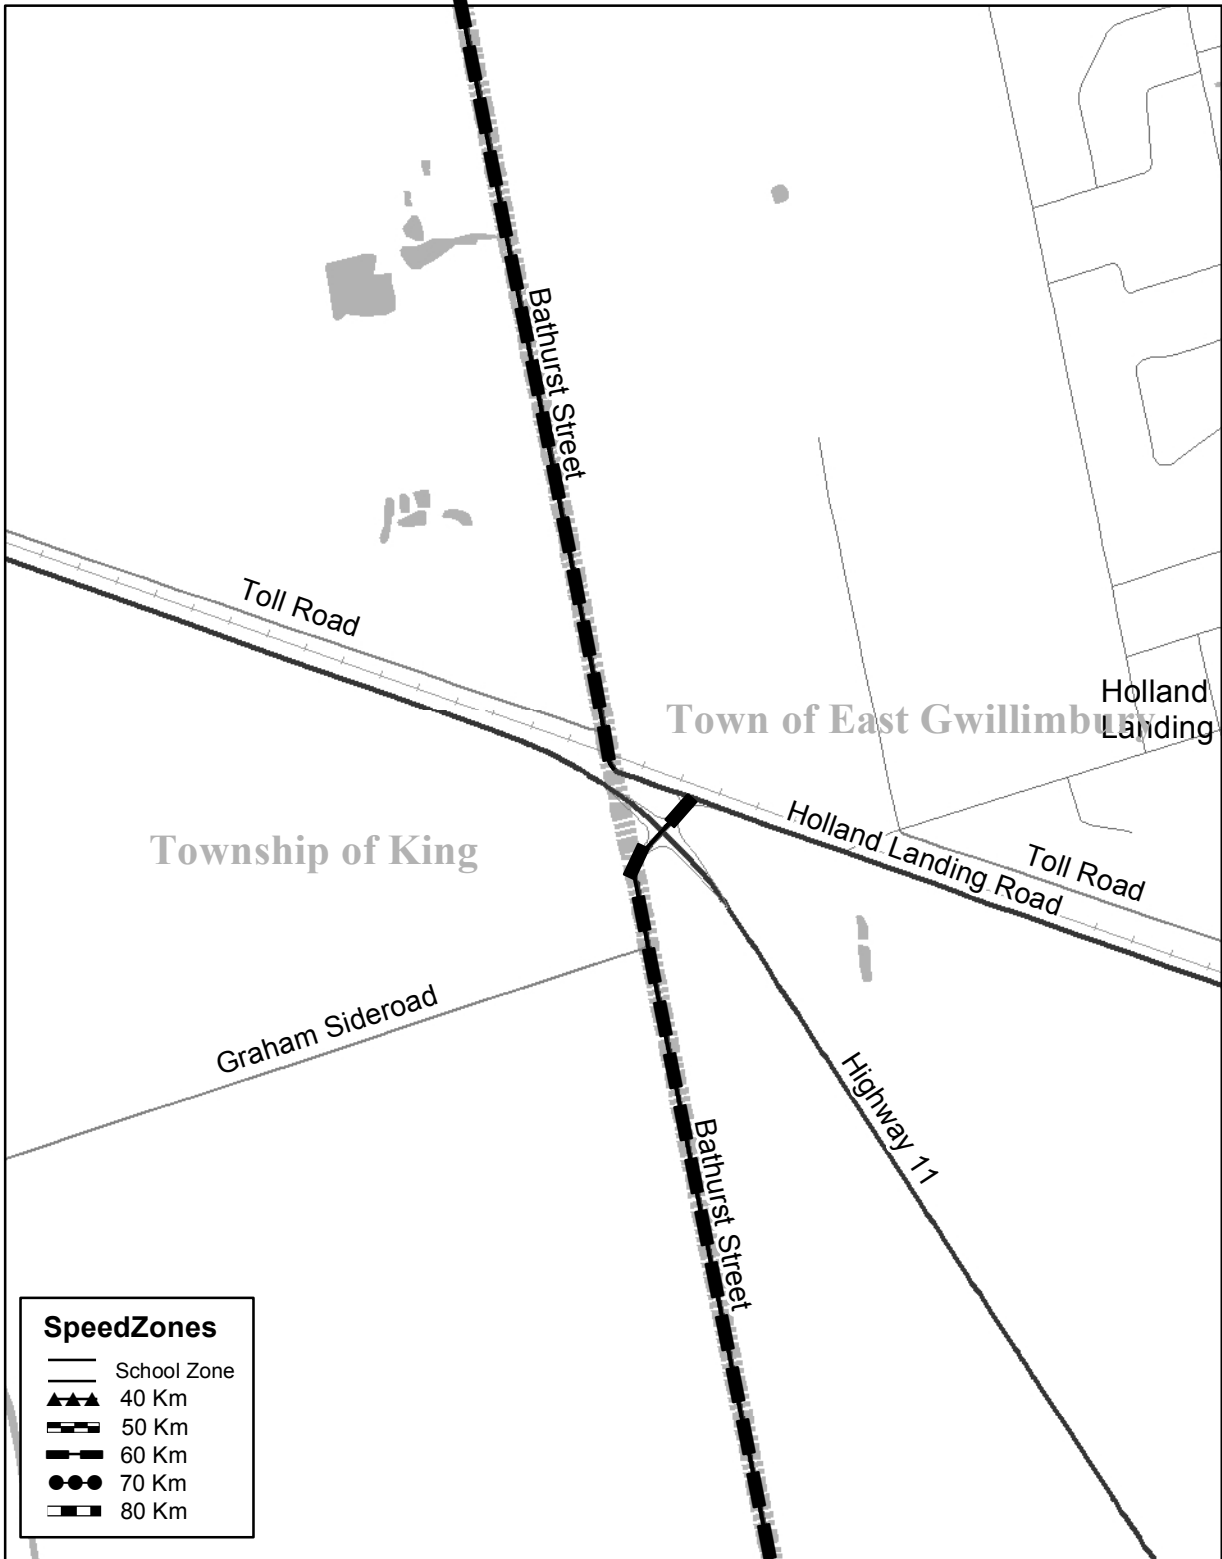 Bathurst Street
Toll Road
Holland
Landing
Town of East Gwillimbury
Township of King
Holland Landing Road
Toll Road
Graham Sideroad
Highway 11
Bathurst Street
SpeedZones
School Zone
40 Km
50 Km
60 Km
70 Km
80 Km